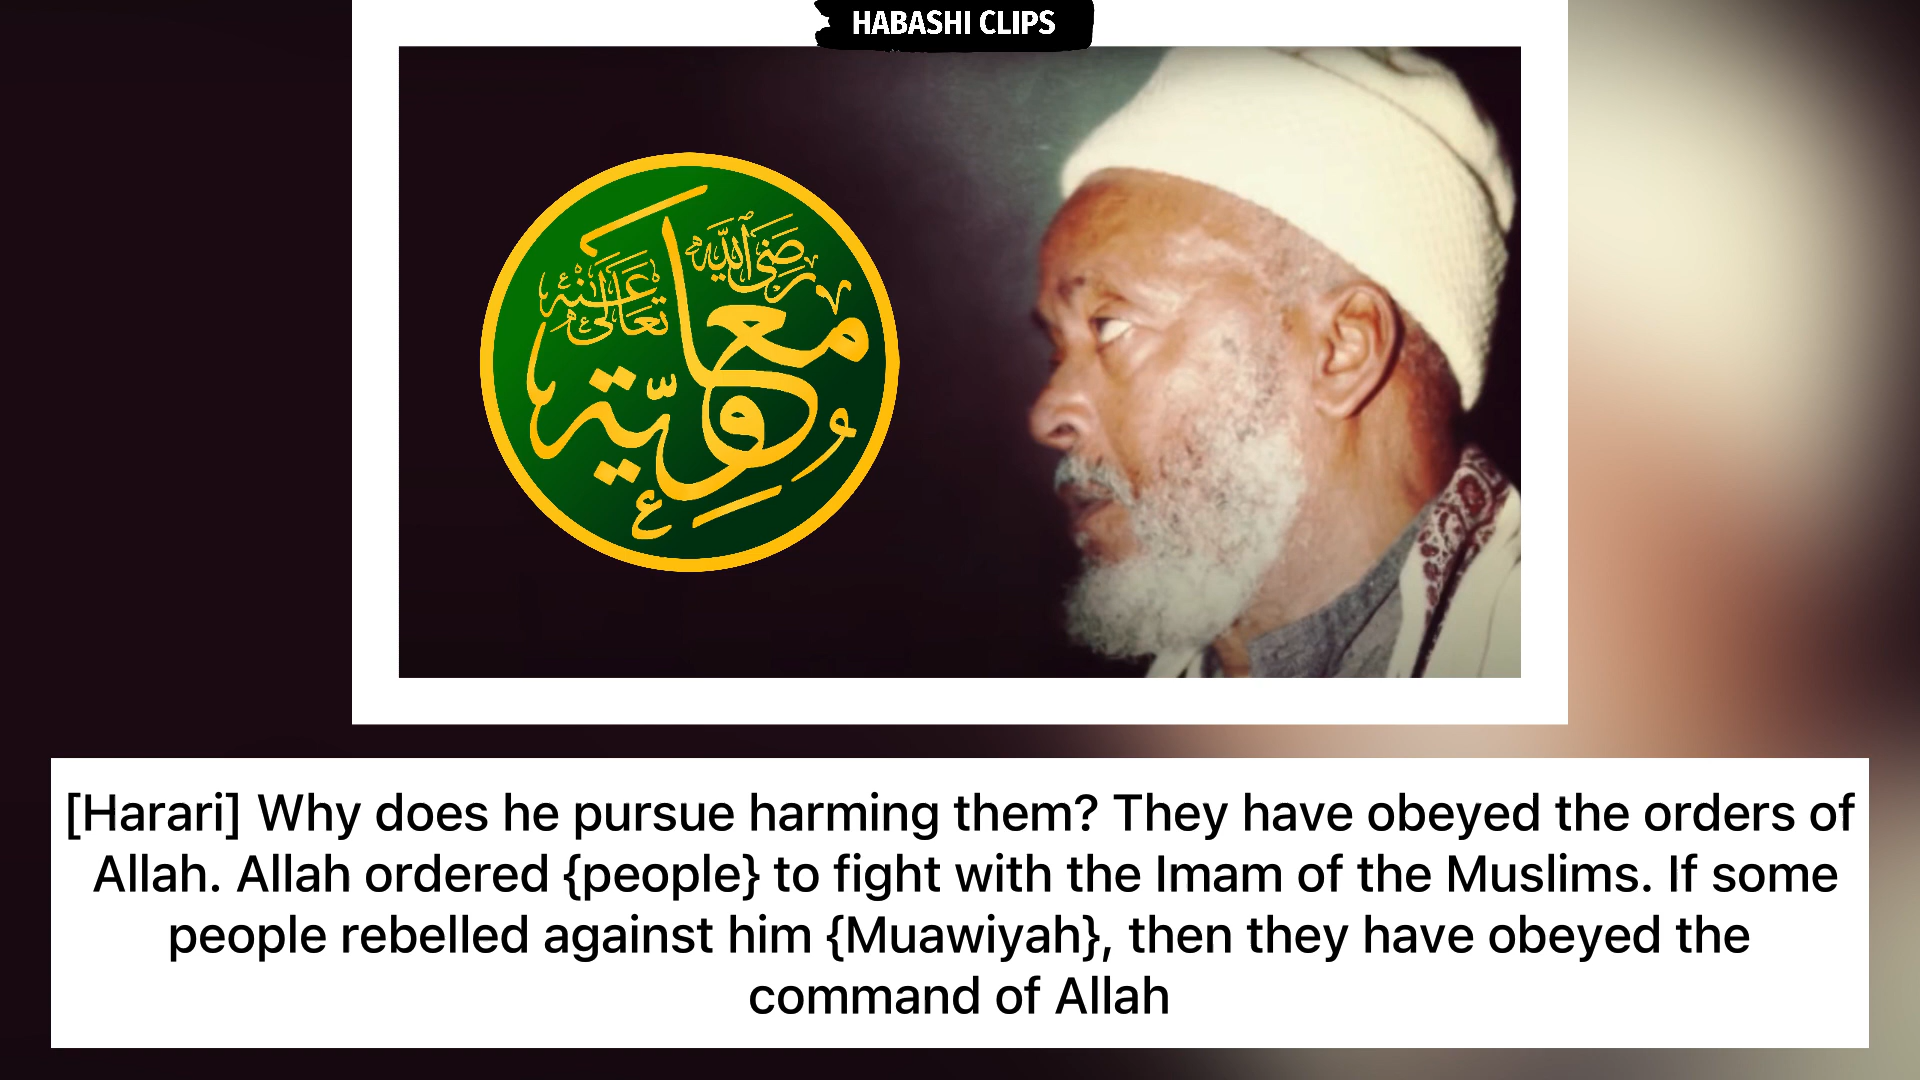 HABASHI CLIPS
معاوية
رضي الله
تعالى عنه
[Harari] Why does he pursue harming them? They have obeyed the orders of
Allah. Allah ordered {people} to fight with the Imam of the Muslims. If some
people rebelled against him {Muawiyah}, then they have obeyed the
command of Allah